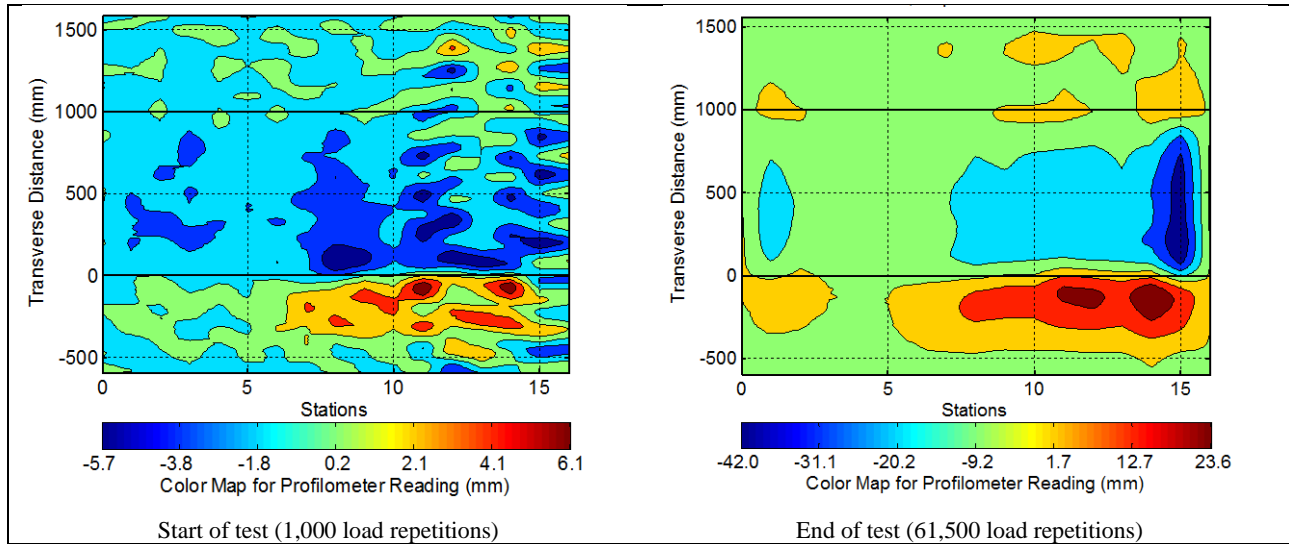 1500
1000
500
0
-500
Transverse Distance (mm)
0 5 10 15
Stations
-5.7 -3.8 -1.8 0.2 2.1 4.1 6.1
Color Map for Profilometer Reading (mm)
Start of test (1,000 load repetitions)
1500
1000
500
0
-500
Transverse Distance (mm)
0 5 10 15
Stations
-42.0 -31.1 -20.2 -9.2 1.7 12.7 23.6
Color Map for Profilometer Reading (mm)
End of test (61,500 load repetitions)